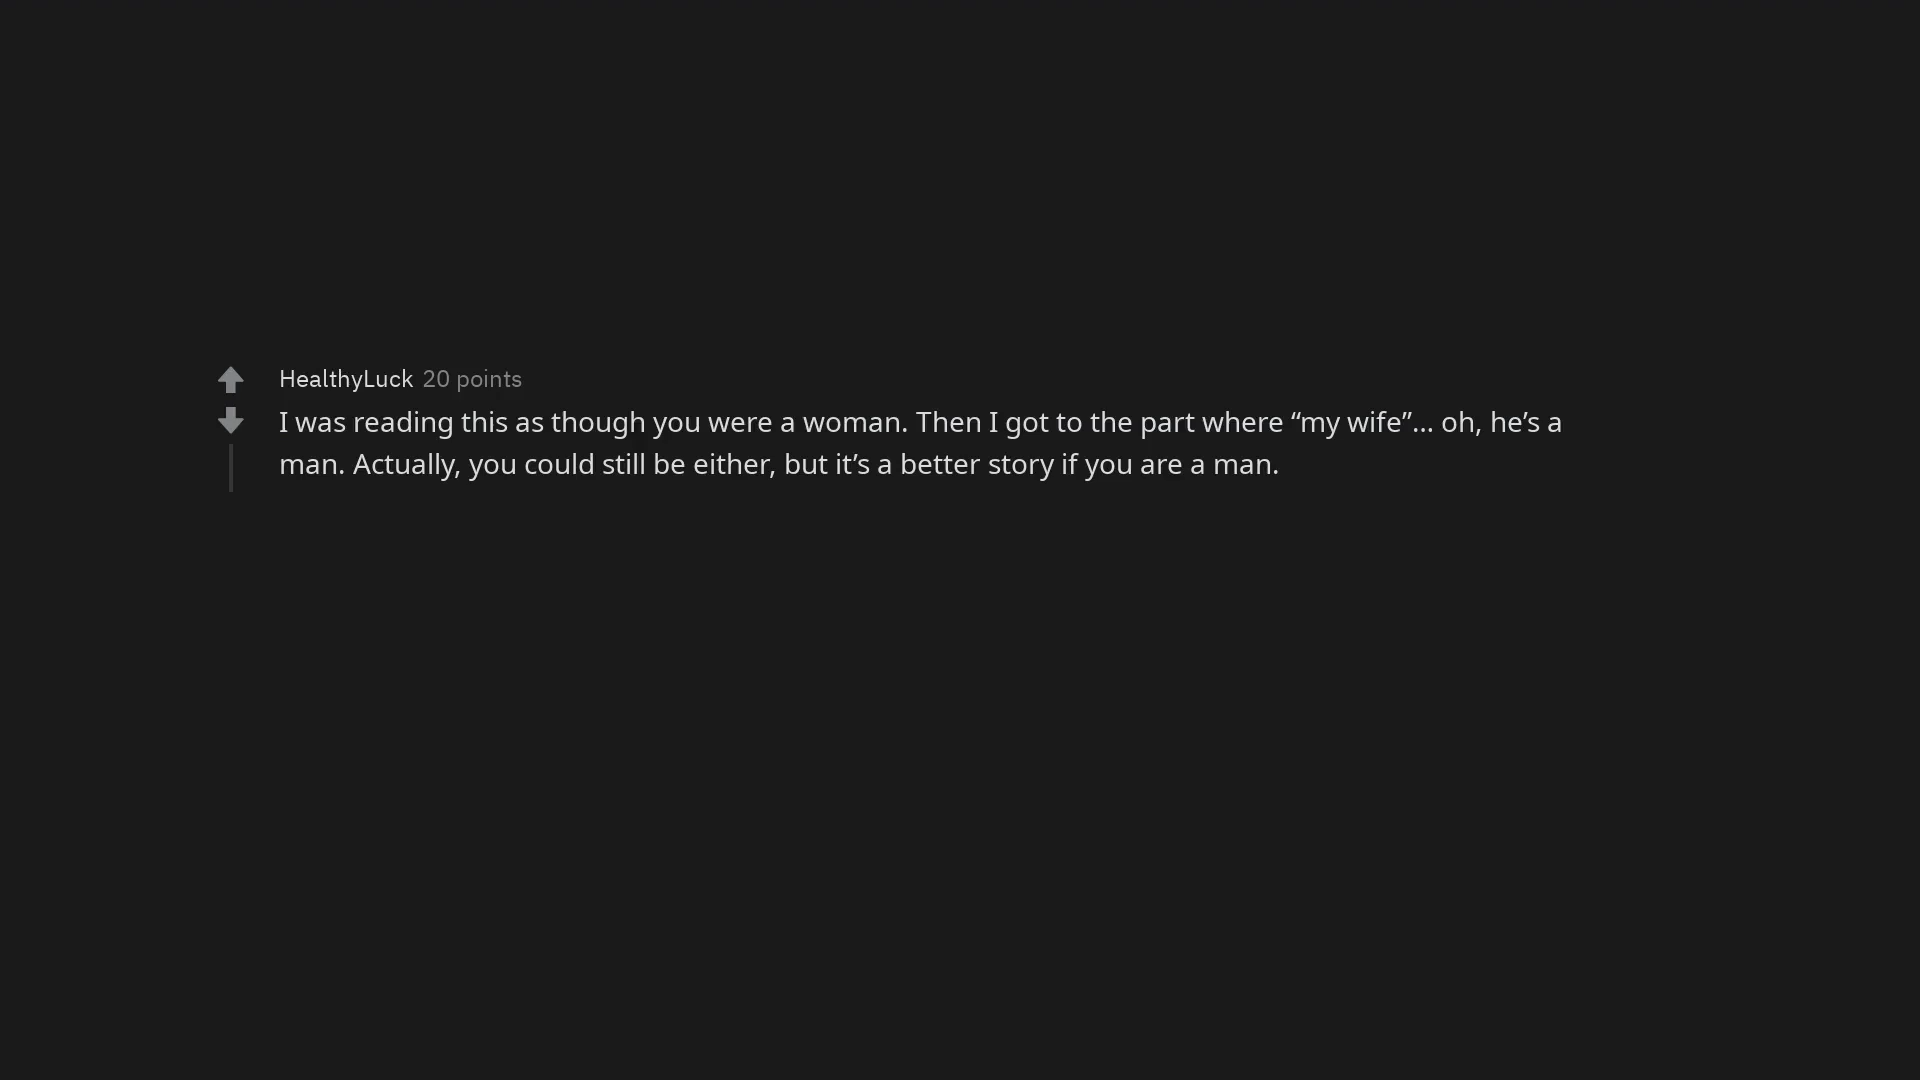 HealthyLuck 20 points
I was reading this as though you were a woman. Then I got to the part where “my wife”... oh, he’s a
man. Actually, you could still be either, but it’s a better story if you are a man.